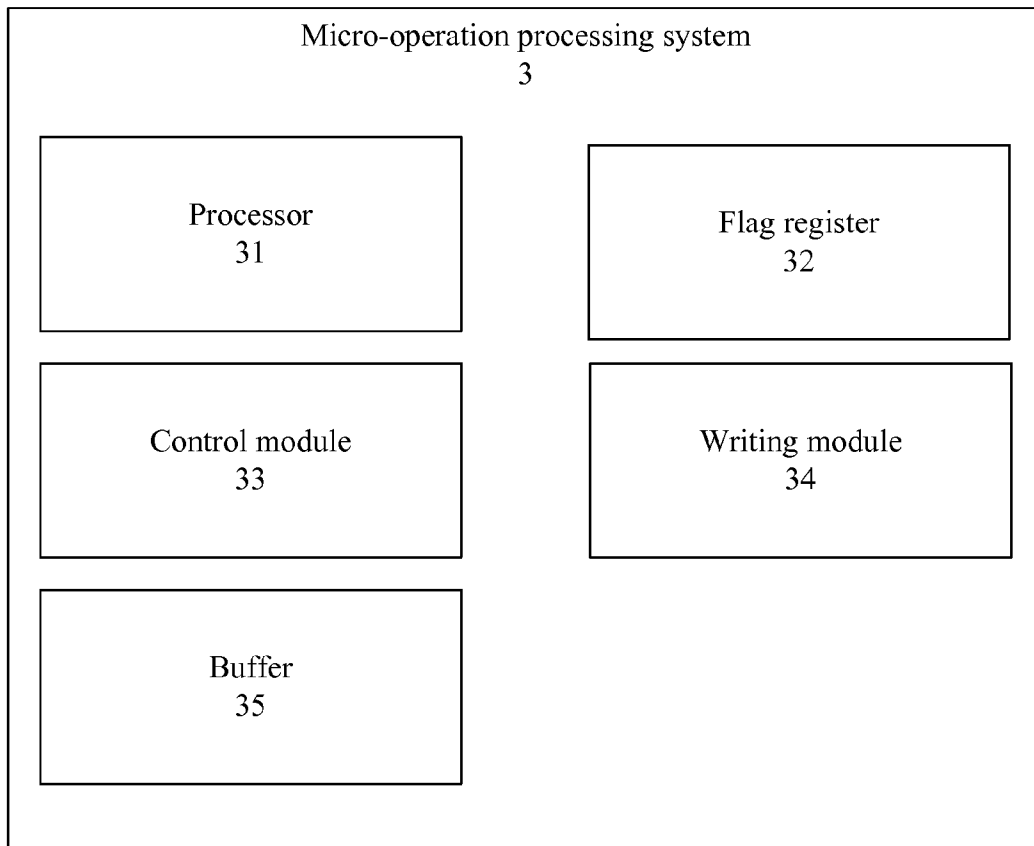 Micro-operation processing system
3
Processor
31
Flag register
32
Control module
33
Writing module
34
Buffer
35